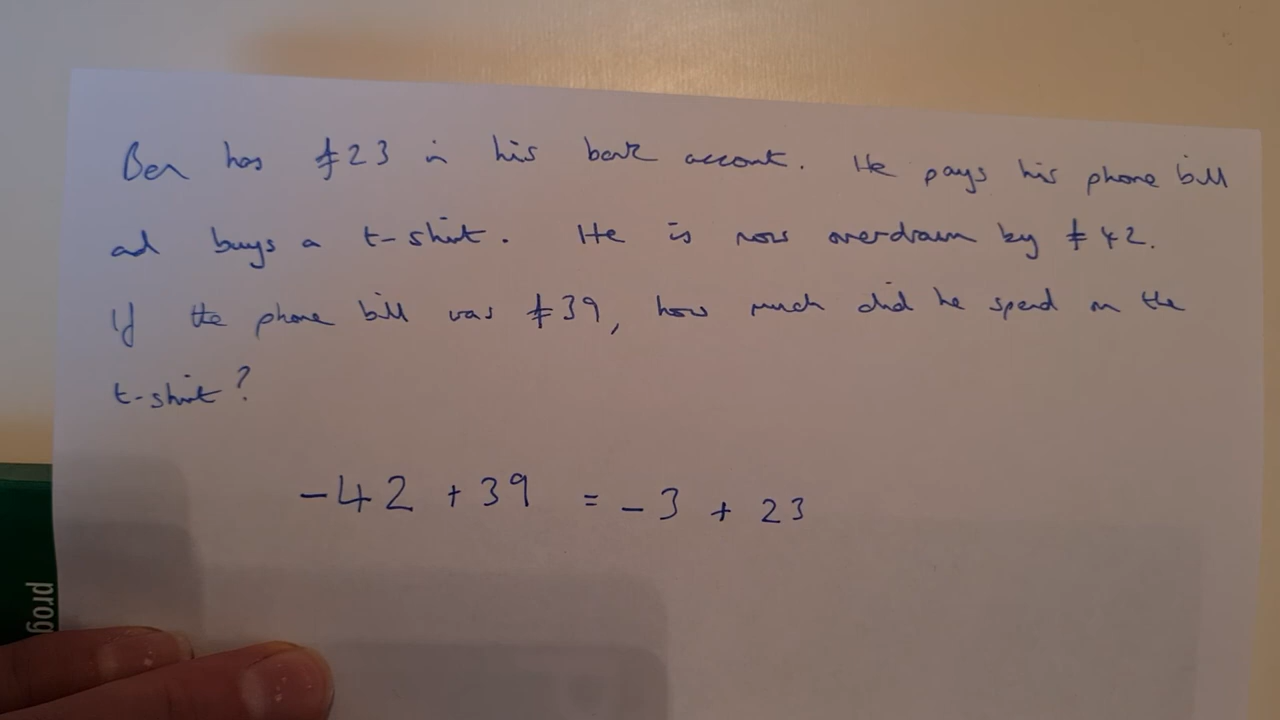 Ben has £23 in his bank account. He pays his phone bill
and buys a t-shirt. He is now overdrawn by £42.
If the phone bill was £39, how much did he spend on the
t-shirt?
-42 + 39 = -3 + 23
prog